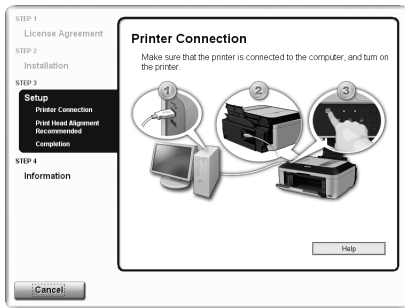 STEP 1
License Agreement
STEP 2
Installation
STEP 3
Setup
Printer Connection
Print Head Alignment
Recommended
Completion
STEP 4
Information
Cancel
Printer Connection
Make sure that the printer is connected to the computer, and turn on
the printer.
1
2
3
Help